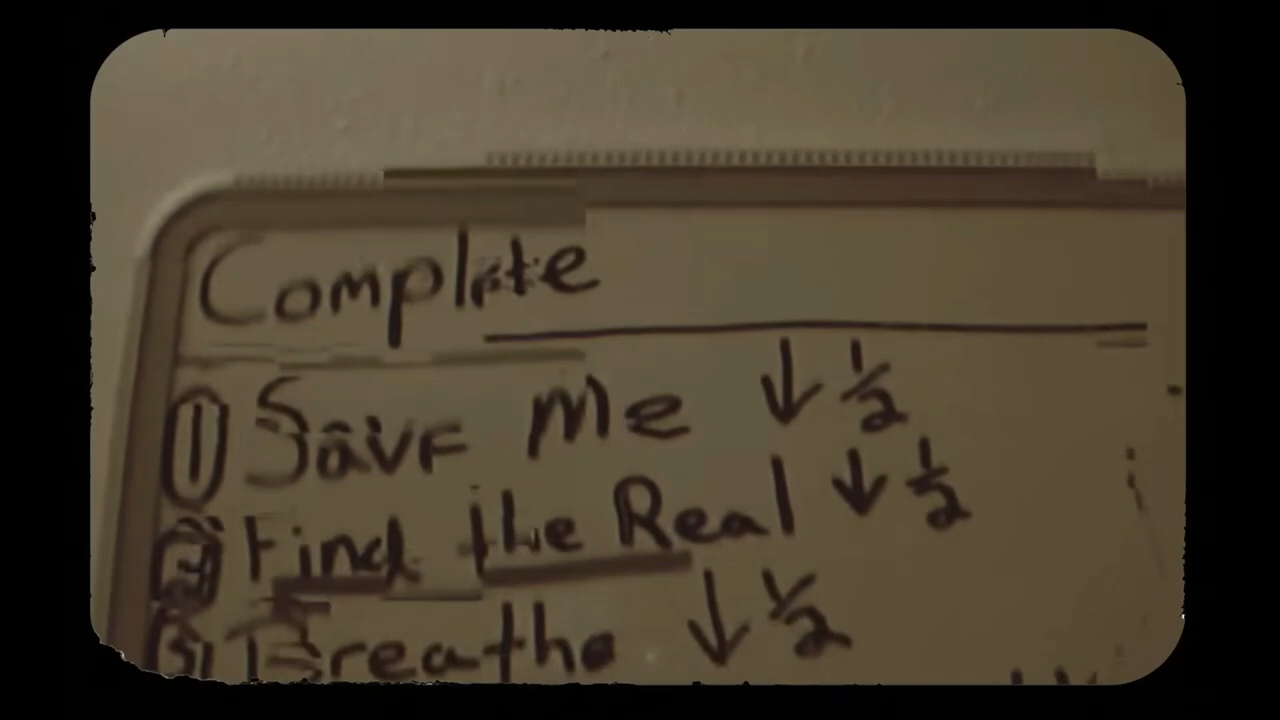 Complete
① Save Me ↓ 1/2
② Find the Real ↓ 1/2
③ Breathe ↓ 1/2